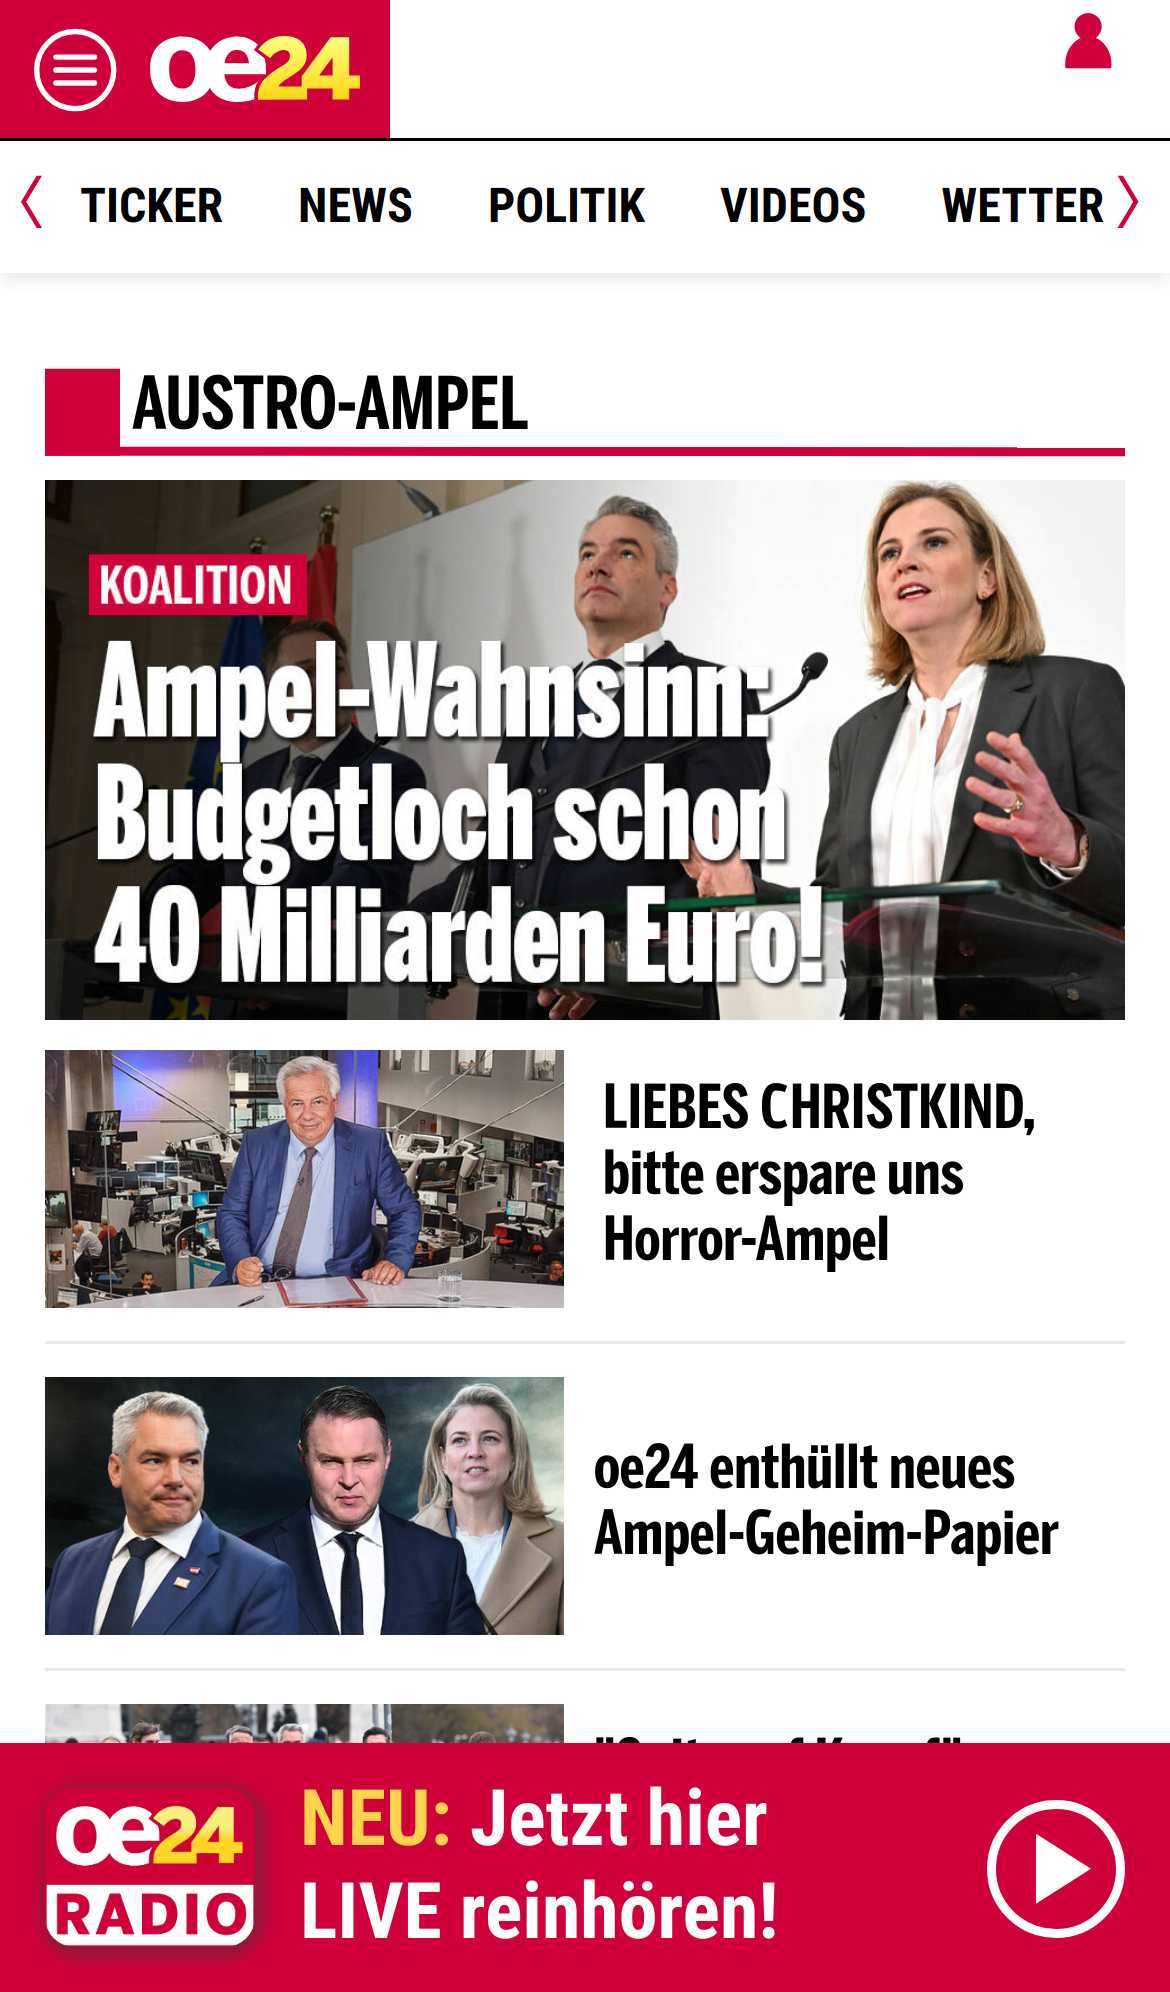 oe24
TICKER NEWS POLITIK VIDEOS WETTER
AUSTRO-AMPEL
KOALITION
Ampel-Wahnsinn:
Budgetloch schon
40 Milliarden Euro!
LIEBES CHRISTKIND,
bitte erspare uns
Horror-Ampel
oe24 enthüllt neues
Ampel-Geheim-Papier
oe24
RADIO
NEU: Jetzt hier
LIVE reinhören!